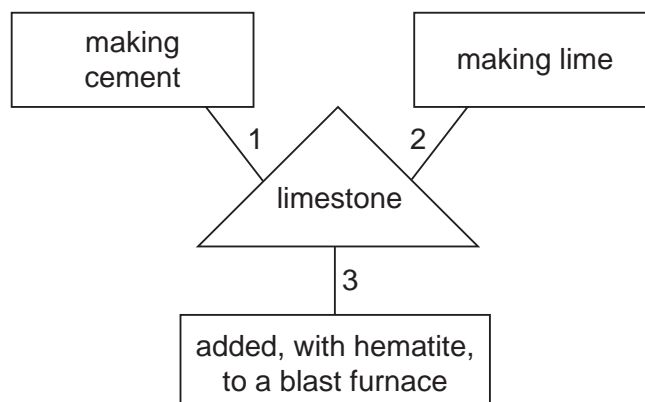 making
cement
making lime
1
2
limestone
3
added, with hematite,
to a blast furnace